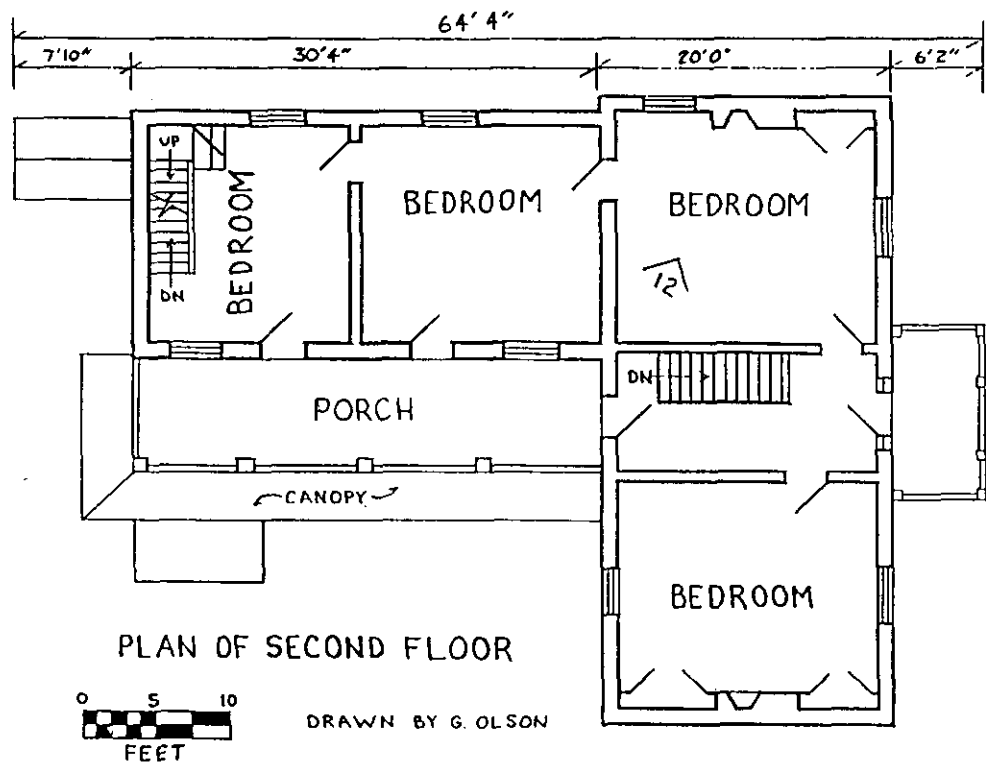 64'4"
7'10"
30'4"
20'0"
6'2"
UP
DN
BEDROOM
BEDROOM
BEDROOM
12
DN
PORCH
CANOPY
BEDROOM
PLAN OF SECOND FLOOR
0 5 10
FEET
DRAWN BY G. OLSON